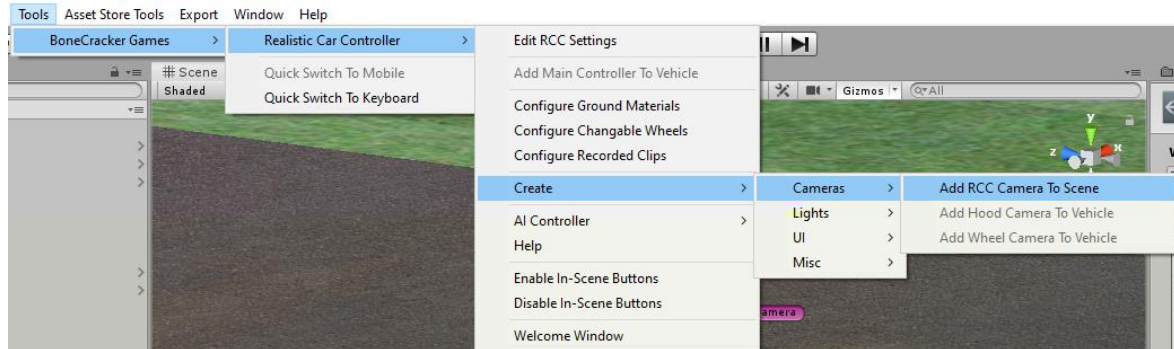 Tools Asset Store Tools Export Window Help
BoneCracker Games >
Realistic Car Controller >
Quick Switch To Mobile
Quick Switch To Keyboard
Edit RCC Settings
Add Main Controller To Vehicle
Configure Ground Materials
Configure Changable Wheels
Configure Recorded Clips
Create >
AI Controller >
Help
Enable In-Scene Buttons
Disable In-Scene Buttons
Welcome Window
Cameras >
Lights >
UI >
Misc >
Add RCC Camera To Scene
Add Hood Camera To Vehicle
Add Wheel Camera To Vehicle
# Scene
Shaded
Gizmos
All
y
z
x
amera